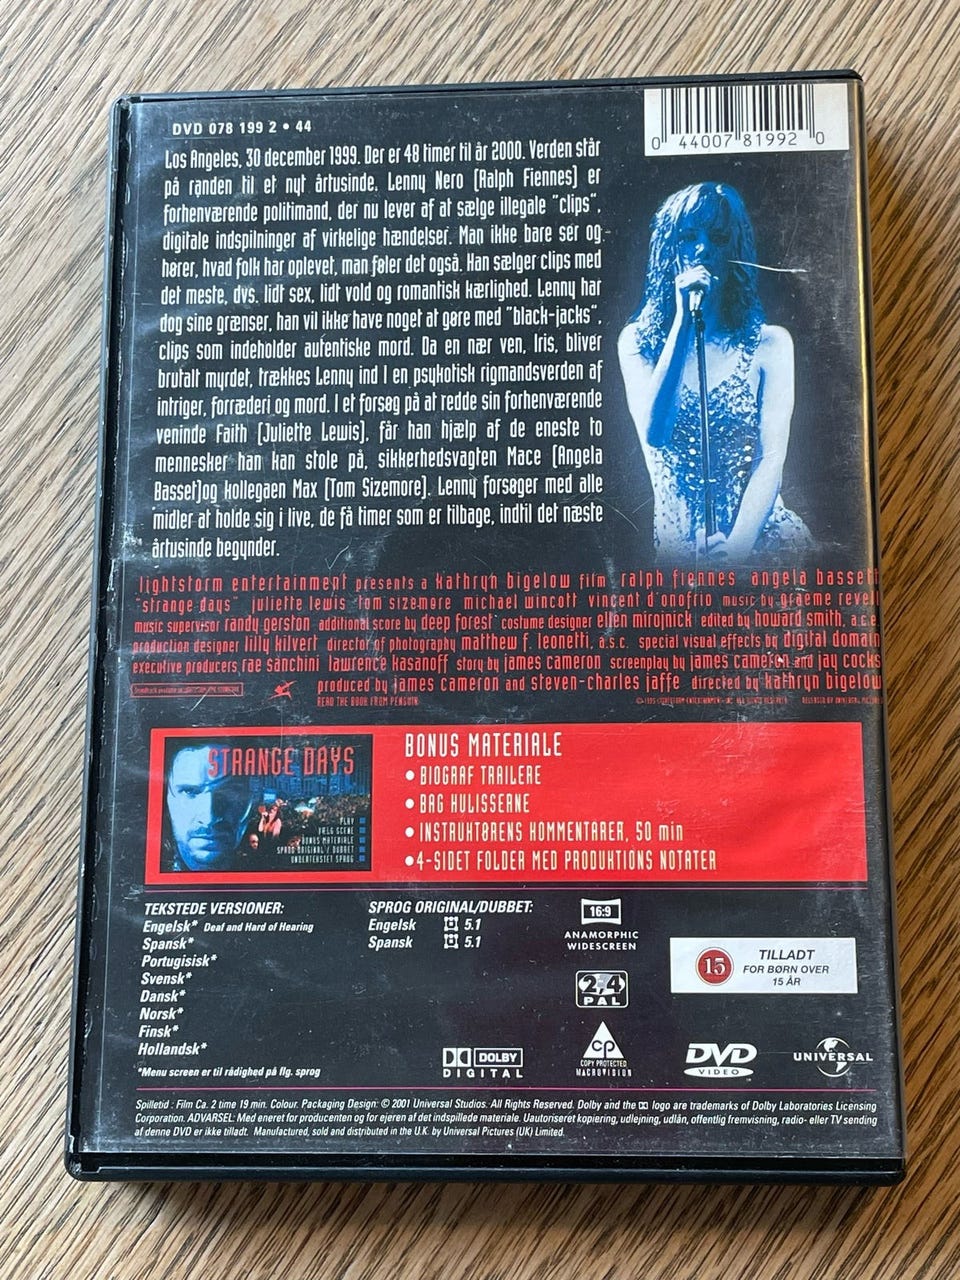 DVD 078 199 2 • 44
0 44007 81992 0
Los Angeles, 30 december 1999. Der er 48 timer til år 2000. Verden står
på randen til et nyt årtusinde. Lenny Nero (Ralph Fiennes) er
forhenværende politimand, der nu lever af at sælge illegale "clips",
digitale indspilninger af virkelige hændelser. Man ikke bare ser og
hører, hvad folk har oplevet, man føler det også. Han sælger clips med
det meste, dvs. lidt sex, lidt vold og romantisk kærlighed. Lenny har
dog sine grænser, han vil ikke have noget at gøre med "black-jacks",
clips som indeholder autentiske mord. Da en nær ven, Iris, bliver
brutalt myrdet, trækkes Lenny ind I en psykotisk rigmandsverden af
intriger, forræderi og mord. I et forsøg på at redde sin forhenværende
veninde Faith (Juliette Lewis), får han hjælp af de eneste to
mennesker han kan stole på, sikkerhedsvagten Mace (Angela
Basset)og kollegaen Max (Tom Sizemore). Lenny forsøger med alle
midler at holde sig i live, de få timer som er tilbage, indtil det næste
årtusinde begynder.
lightstorm entertainment presents a kathryn bigelow film ralph fiennes angela bassett
"strange days" juliette lewis tom sizemore michael wincott vincent d'onofrio music by graeme revell
music supervisor randy gerston additional score by deep forest costume designer ellen mirojnick edited by howard smith, a.c.e.
production designer lilly kilvert director of photography matthew f. leonetti, a.s.c. special visual effects by digital domain
executive producers rae sanchini lawrence kasanoff story by james cameron screenplay by james cameron and jay cocks
produced by james cameron and steven-charles jaffe directed by kathryn bigelow
READ THE BOOK FROM PENGUIN
STRANGE DAYS
PLAY
VÆLG SCENE
BONUS MATERIALE
SPROG ORIGINAL / DUBBET
UNDERTEKSTET SPROG
BONUS MATERIALE
• BIOGRAF TRAILERE
• BAG KULISSERNE
• INSTRUKTØRENS KOMMENTARER, 50 min
• 4-SIDET FOLDER MED PRODUKTIONS NOTATER
TEKSTEDE VERSIONER:
Engelsk* Deaf and Hard of Hearing
Spansk*
Portugisisk*
Svensk*
Dansk*
Norsk*
Finsk*
Hollandsk*
*Menu screen er til rådighed på flg. sprog
SPROG ORIGINAL/DUBBET:
Engelsk 5.1
Spansk 5.1
16:9
ANAMORPHIC
WIDESCREEN
2,4
PAL
15
TILLADT
FOR BØRN OVER
15 ÅR
DOLBY
DIGITAL
CP
COPY PROTECTED
MACROVISION
DVD
VIDEO
UNIVERSAL
Spilletid : Film Ca. 2 time 19 min. Colour. Packaging Design: © 2001 Universal Studios. All Rights Reserved. Dolby and the logo are trademarks of Dolby Laboratories Licensing
Corporation. ADVARSEL: Med eneret for producenten og for ejeren af det indspillede materiale. Uautoriseret kopiering, udlejning, udlån, offentlig fremvisning, radio- eller TV sending
af denne DVD er ikke tilladt. Manufactured, sold and distributed in the U.K. by Universal Pictures (UK) Limited.